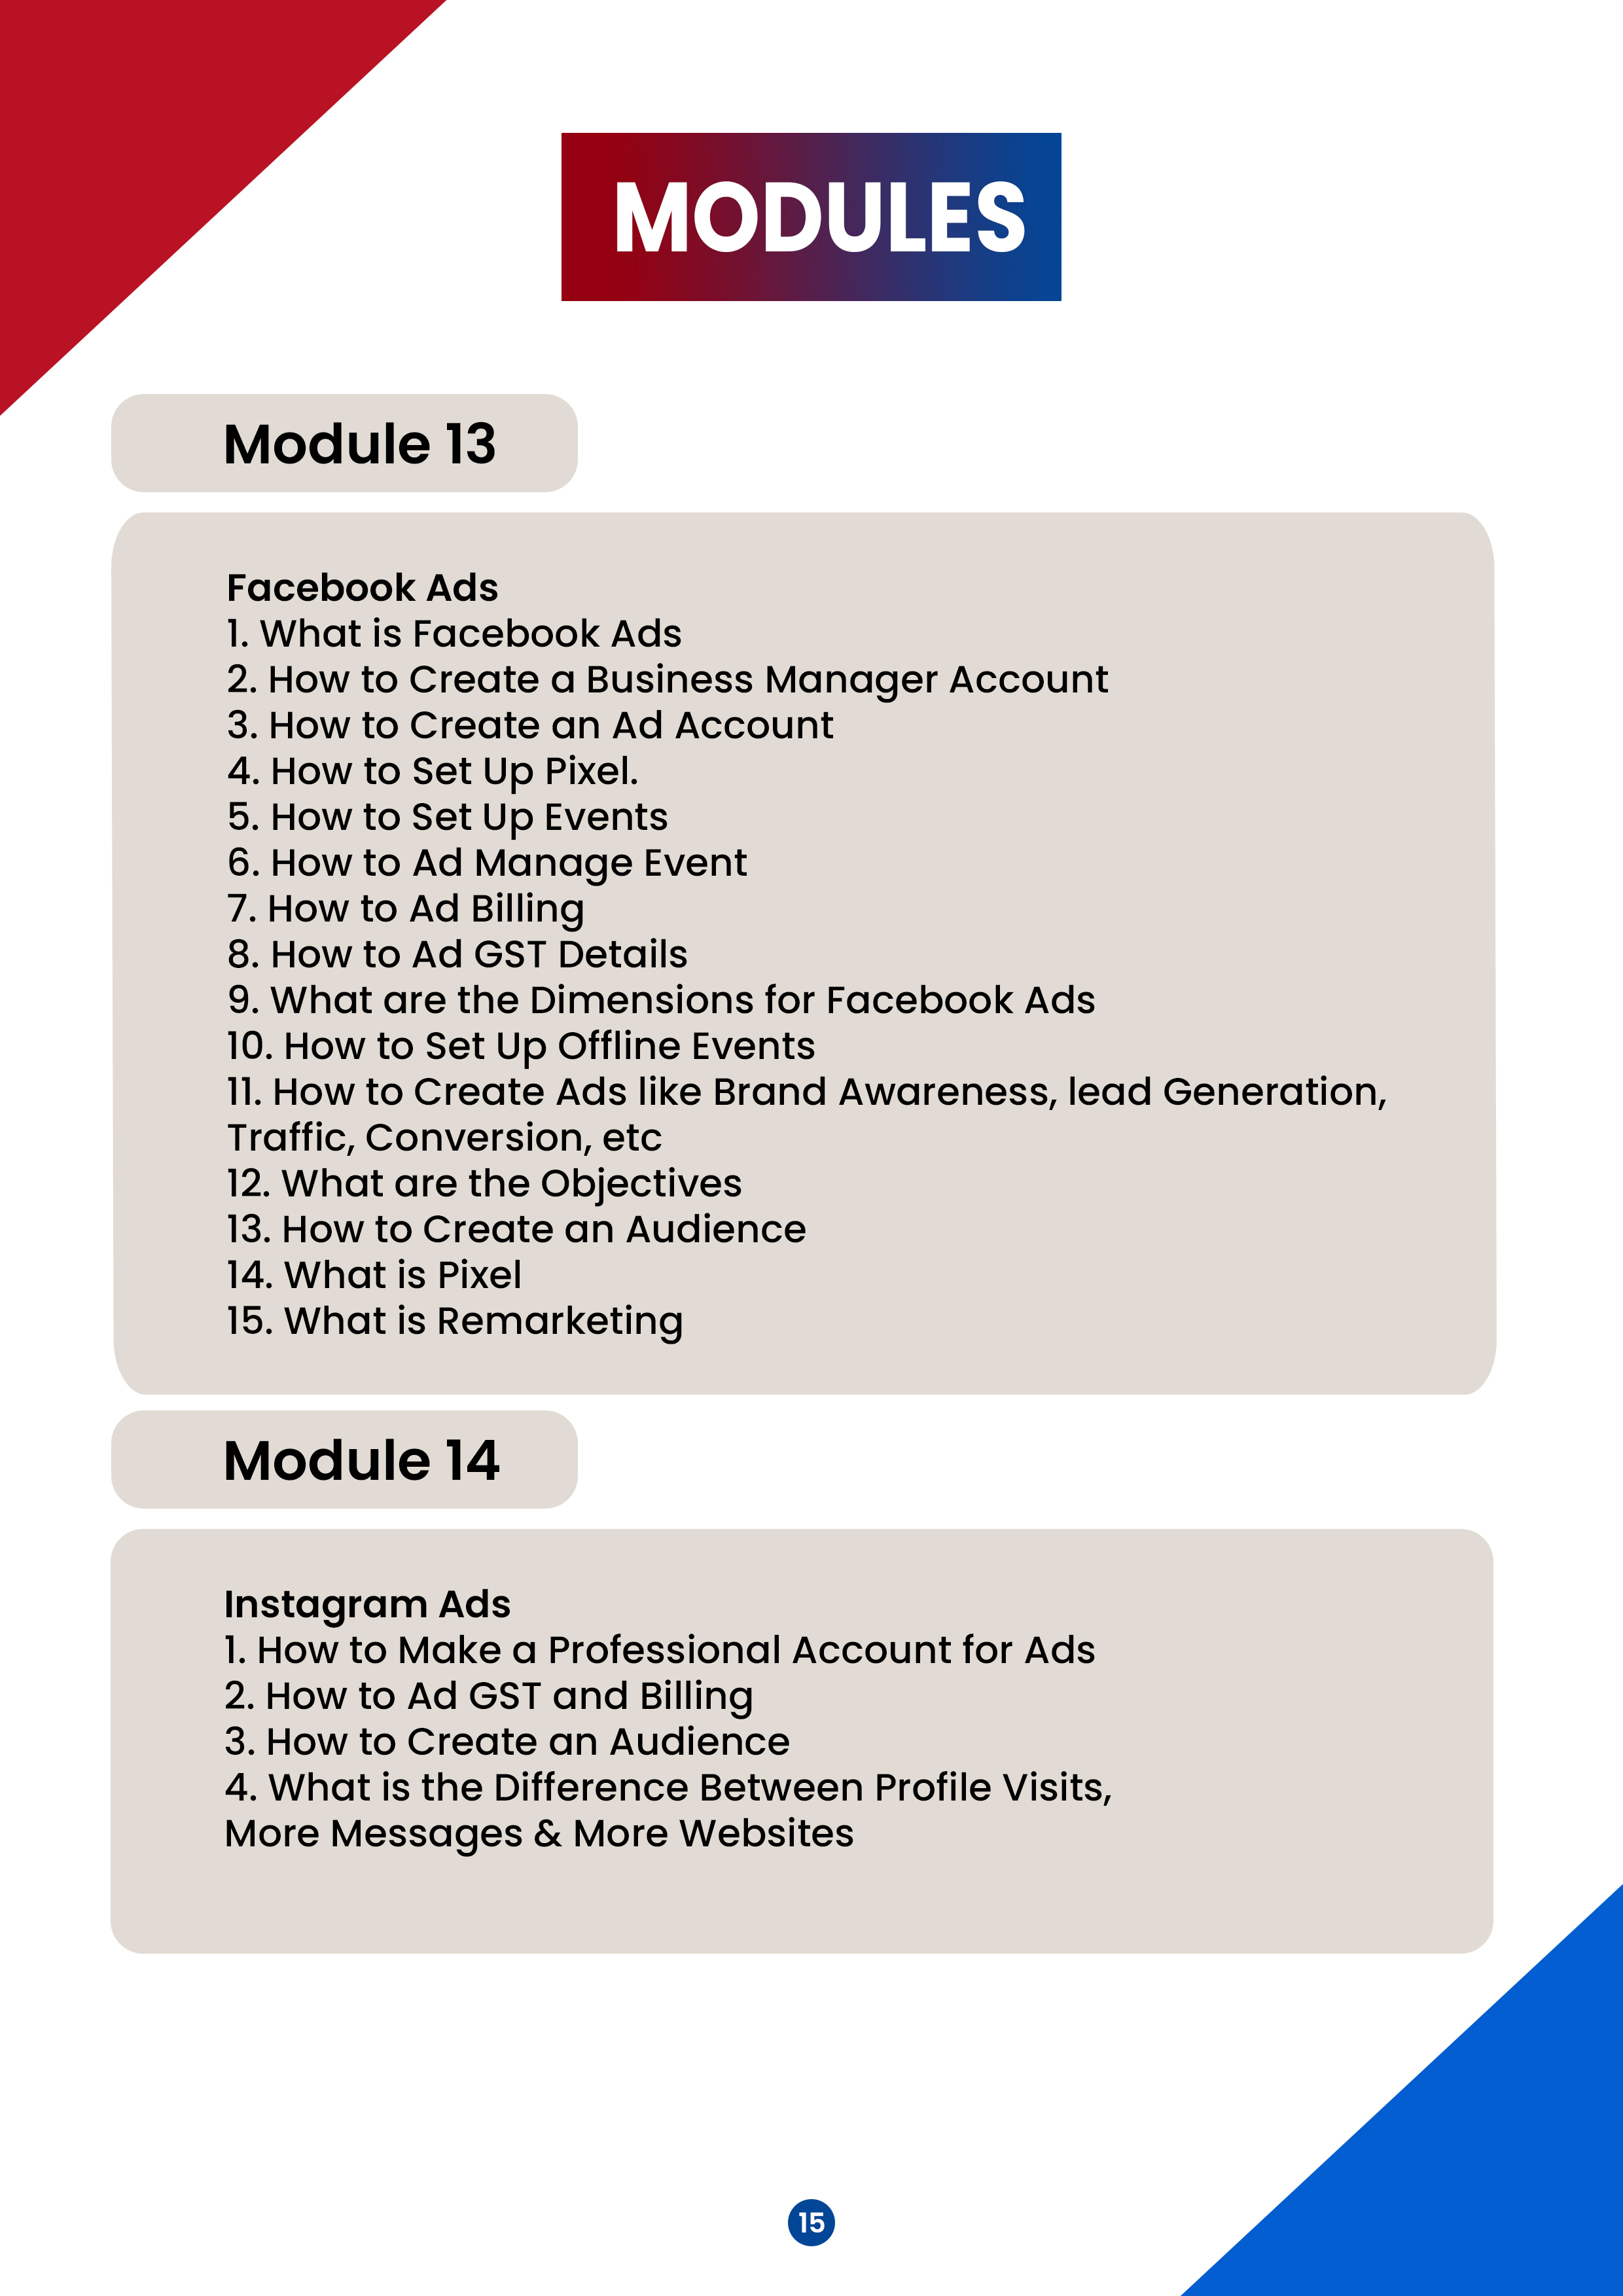 MODULES
Module 13
Facebook Ads
1. What is Facebook Ads
2. How to Create a Business Manager Account
3. How to Create an Ad Account
4. How to Set Up Pixel.
5. How to Set Up Events
6. How to Ad Manage Event
7. How to Ad Billing
8. How to Ad GST Details
9. What are the Dimensions for Facebook Ads
10. How to Set Up Offline Events
11. How to Create Ads like Brand Awareness, lead Generation,
Traffic, Conversion, etc
12. What are the Objectives
13. How to Create an Audience
14. What is Pixel
15. What is Remarketing
Module 14
Instagram Ads
1. How to Make a Professional Account for Ads
2. How to Ad GST and Billing
3. How to Create an Audience
4. What is the Difference Between Profile Visits,
More Messages & More Websites
15